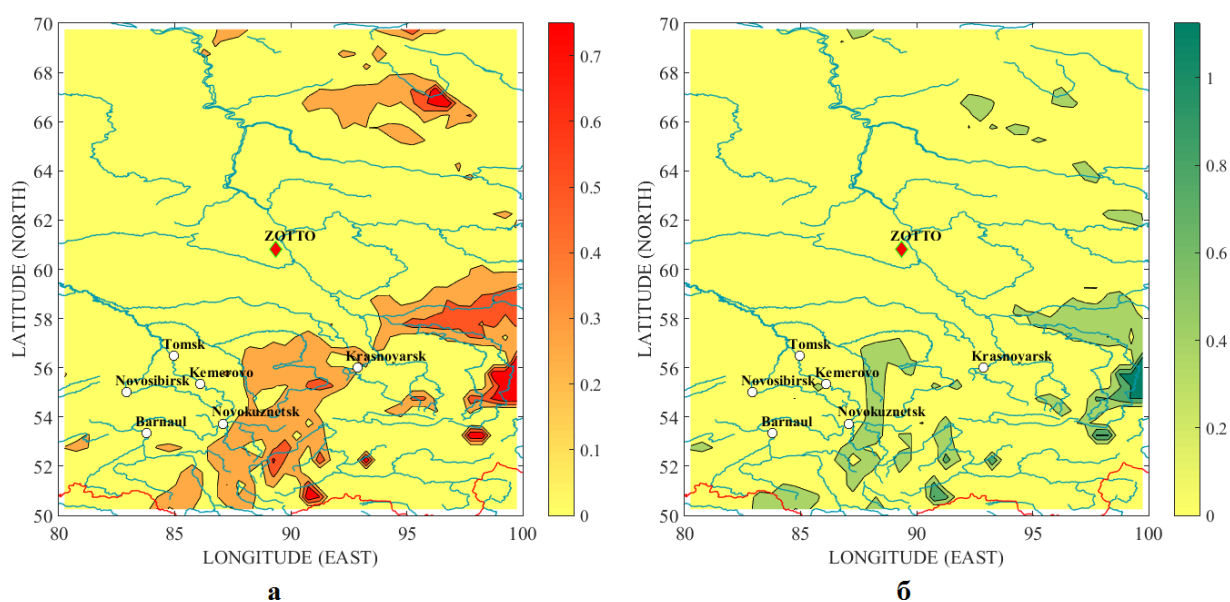 70
68
66
64
62
60
58
56
54
52
50
80
85
90
95
100
LATITUDE (NORTH)
LONGITUDE (EAST)
ZOTTO
Tomsk
Kemerovo
Krasnovarsk
Novosibirsk
Novokuznetsk
Barnaul
0.7
0.6
0.5
0.4
0.3
0.2
0.1
0
а
70
68
66
64
62
60
58
56
54
52
50
80
85
90
95
100
LATITUDE (NORTH)
LONGITUDE (EAST)
ZOTTO
Tomsk
Kemerovo
Krasnovarsk
Novosibirsk
Novokuznetsk
Barnaul
1
0.8
0.6
0.4
0.2
0
б